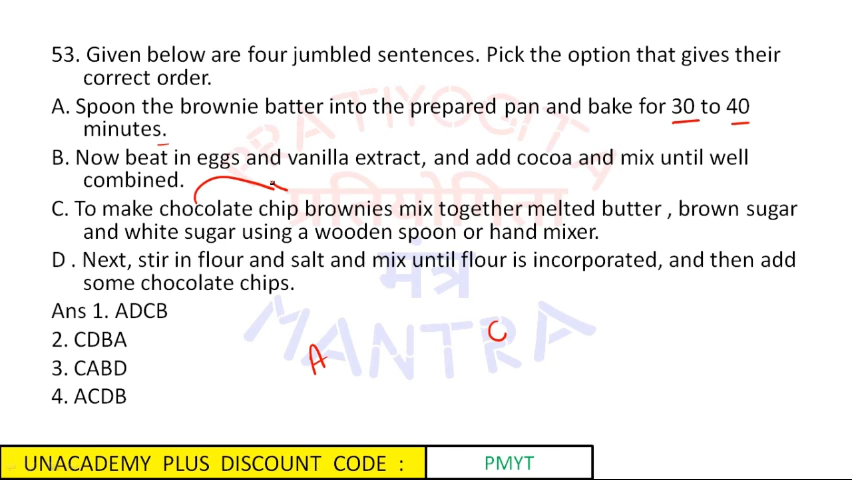 53. Given below are four jumbled sentences. Pick the option that gives their
correct order.
A. Spoon the brownie batter into the prepared pan and bake for 30 to 40
minutes.
B. Now beat in eggs and vanilla extract, and add cocoa and mix until well
combined.
C. To make chocolate chip brownies mix together melted butter , brown sugar
and white sugar using a wooden spoon or hand mixer.
D . Next, stir in flour and salt and mix until flour is incorporated, and then add
some chocolate chips.
Ans 1. ADCB
2. CDBA
3. CABD
4. ACDB
PRATIYOGITA
प्रतियोगिता
मंत्र
MANTRA
A
C
UNACADEMY PLUS DISCOUNT CODE : PMYT